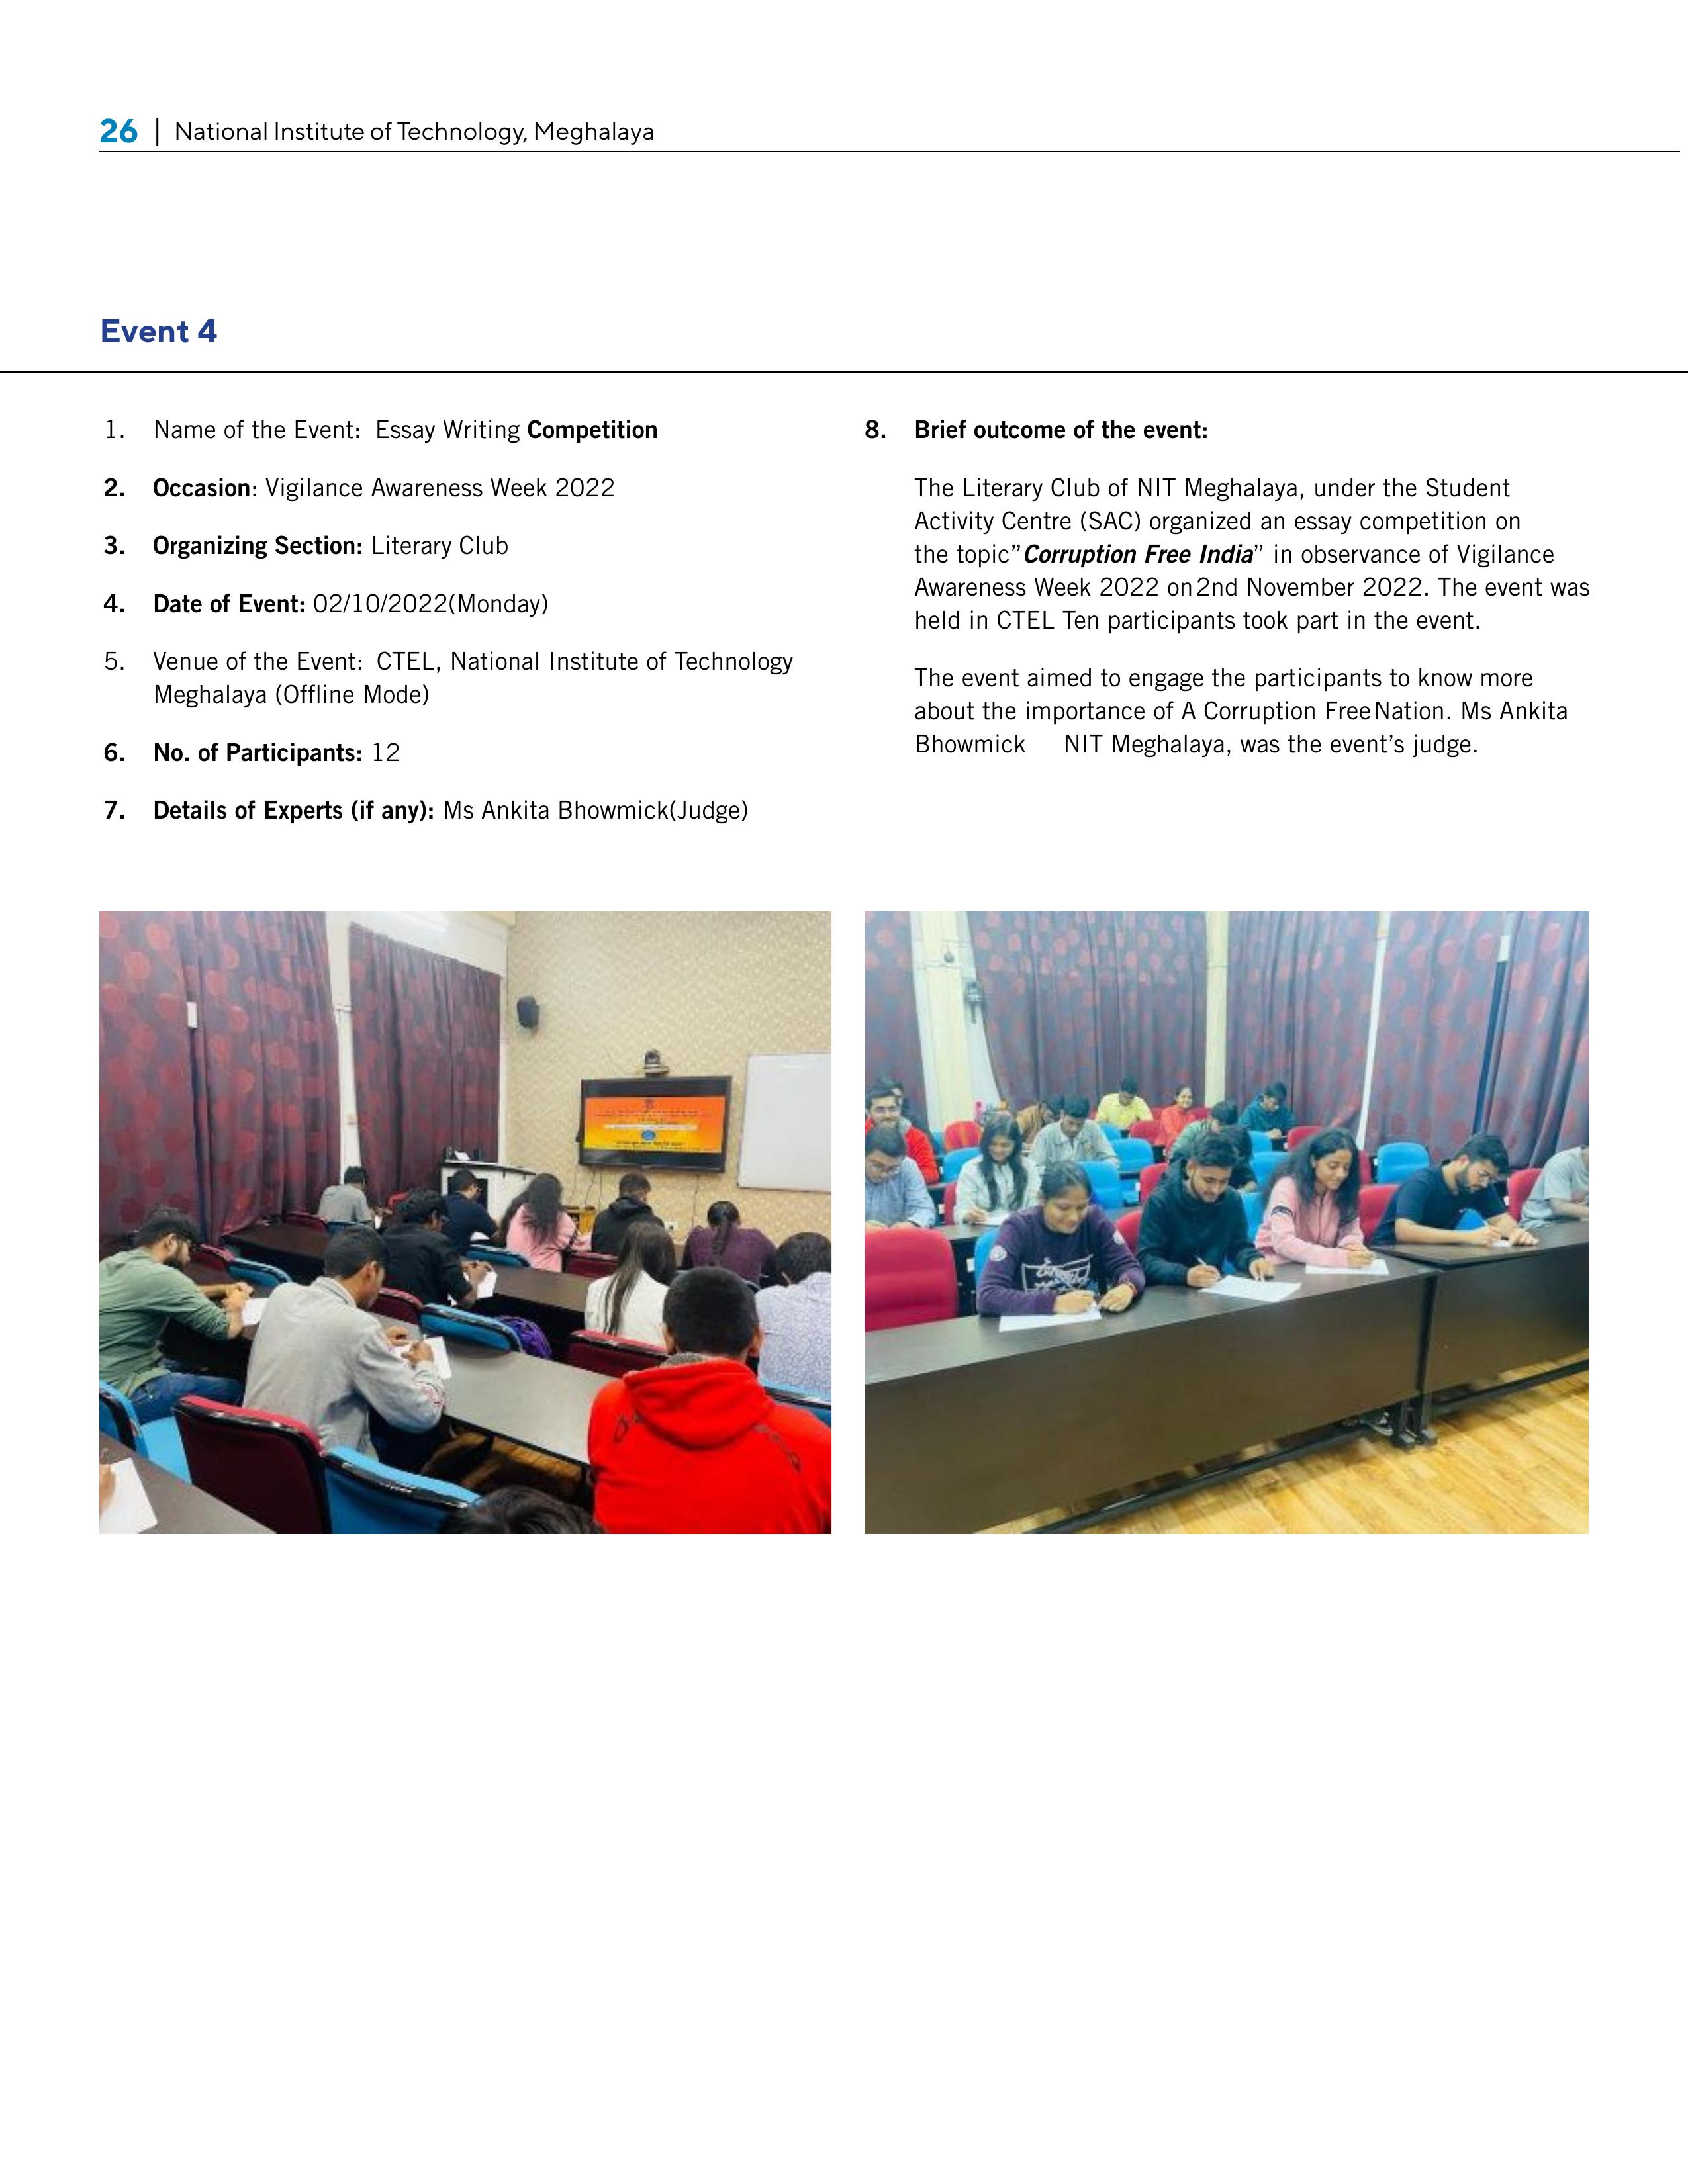 26 | National Institute of Technology, Meghalaya
Event 4
1. Name of the Event: Essay Writing Competition
2. Occasion: Vigilance Awareness Week 2022
3. Organizing Section: Literary Club
4. Date of Event: 02/10/2022(Monday)
5. Venue of the Event: CTEL, National Institute of Technology
Meghalaya (Offline Mode)
6. No. of Participants: 12
7. Details of Experts (if any): Ms Ankita Bhowmick(Judge)
8. Brief outcome of the event:
The Literary Club of NIT Meghalaya, under the Student
Activity Centre (SAC) organized an essay competition on
the topic”Corruption Free India” in observance of Vigilance
Awareness Week 2022 on 2nd November 2022. The event was
held in CTEL Ten participants took part in the event.
The event aimed to engage the participants to know more
about the importance of A Corruption Free Nation. Ms Ankita
Bhowmick NIT Meghalaya, was the event’s judge.